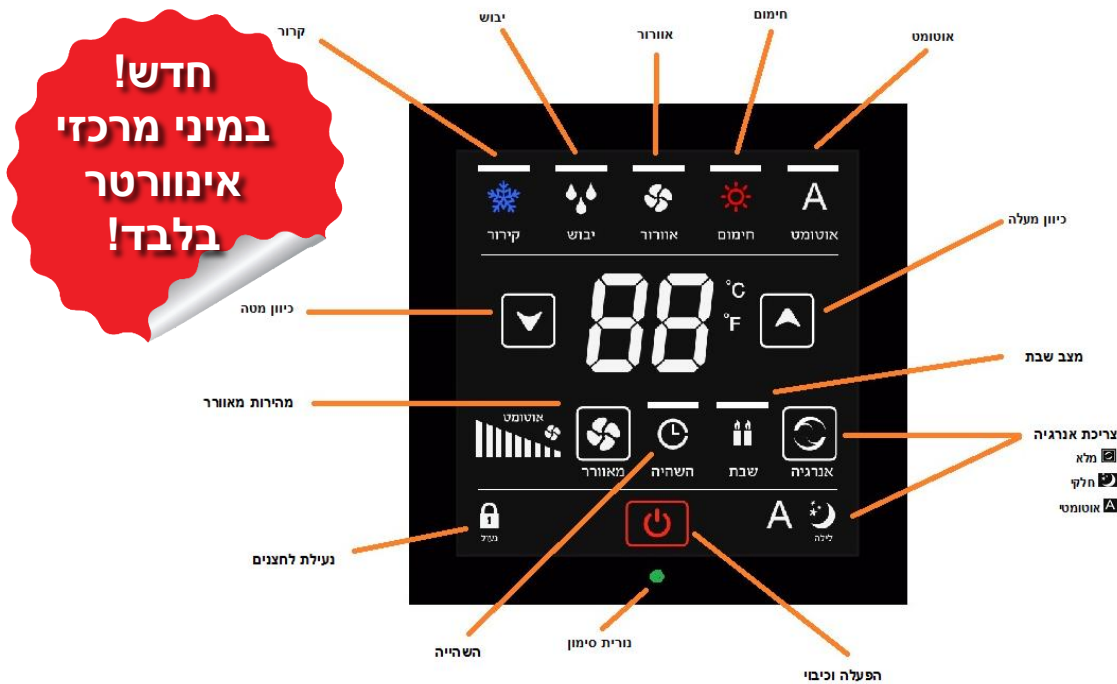 חדש!
במיני מרכזי
אינוורטר
בלבד!
קרור
יבוש
אוורור
חימום
אוטומט
A
קירור
יבוש
אוורור
חימום
אוטומט
כיוון מעלה
כיוון מטה
88
°C
°F
מצב שבת
מהירות מאוורר
אוטומט
מאוורר
השהיה
שבת
אנרגיה
צריכת אנרגיה
מלא
חלקי
A אוטומטי
נעול
A
לילה
נעילת לחצנים
השהייה
נורית סימון
הפעלה וכיבוי